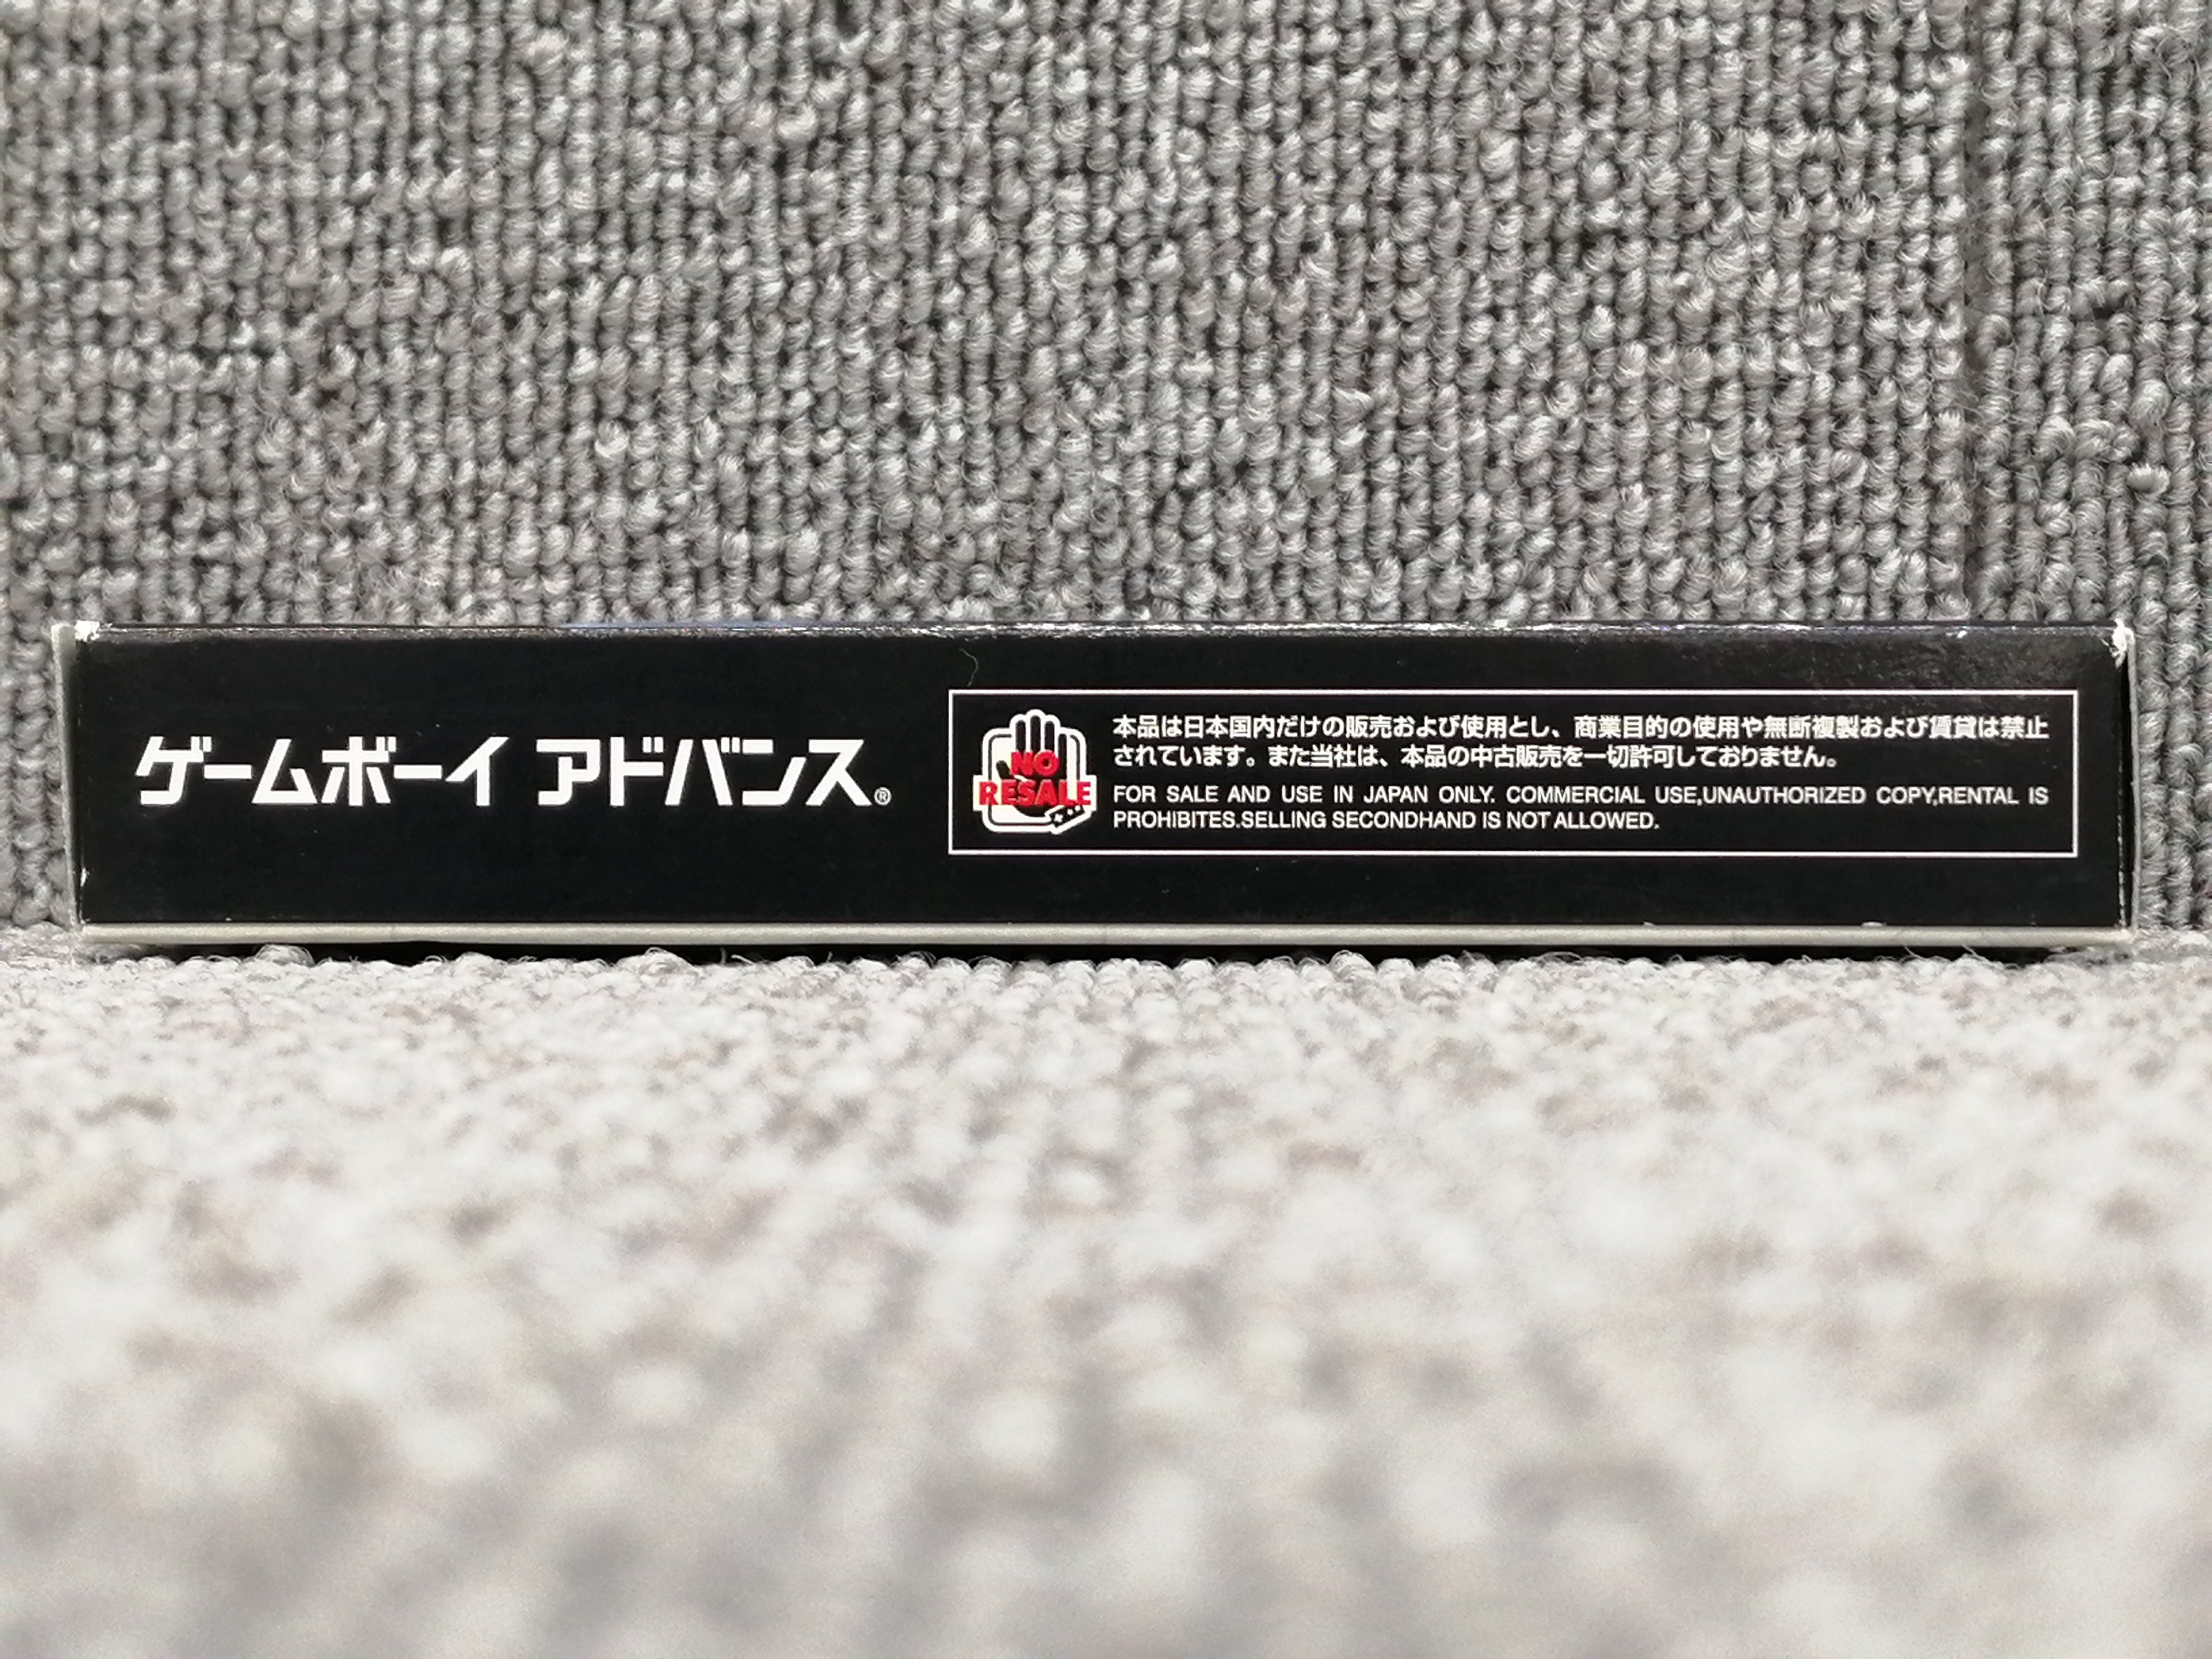 ゲームボーイ アドバンス®
NO
RESALE
本品は日本国内だけの販売および使用とし、商業目的の使用や無断複製および賃貸は禁止
されています。また当社は、本品の中古販売を一切許可しておりません。
FOR SALE AND USE IN JAPAN ONLY. COMMERCIAL USE,UNAUTHORIZED COPY,RENTAL IS
PROHIBITES.SELLING SECONDHAND IS NOT ALLOWED.